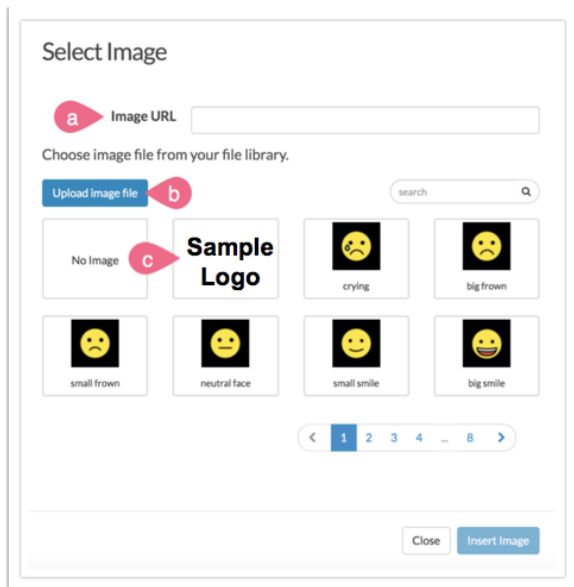 Select Image
a Image URL
Choose image file from your file library.
Upload image file b search
No Image c Sample
Logo
crying
big frown
small frown
neutral face
small smile
big smile
1 2 3 4 ... 8
Close Insert Image